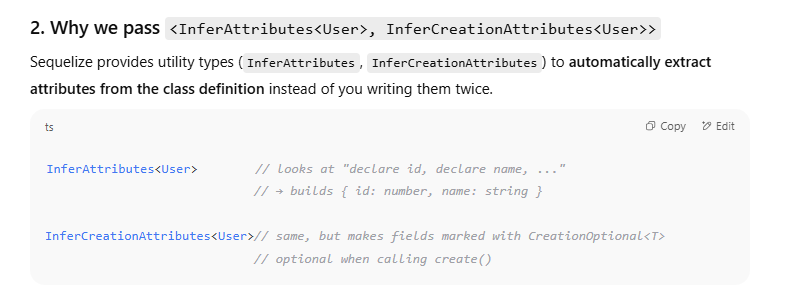 2. Why we pass <InferAttributes<User>, InferCreationAttributes<User>>
Sequelize provides utility types (InferAttributes, InferCreationAttributes) to automatically extract
attributes from the class definition instead of you writing them twice.
ts Copy Edit
InferAttributes<User> // looks at "declare id, declare name, ..."
// → builds { id: number, name: string }
InferCreationAttributes<User>// same, but makes fields marked with CreationOptional<T>
// optional when calling create()